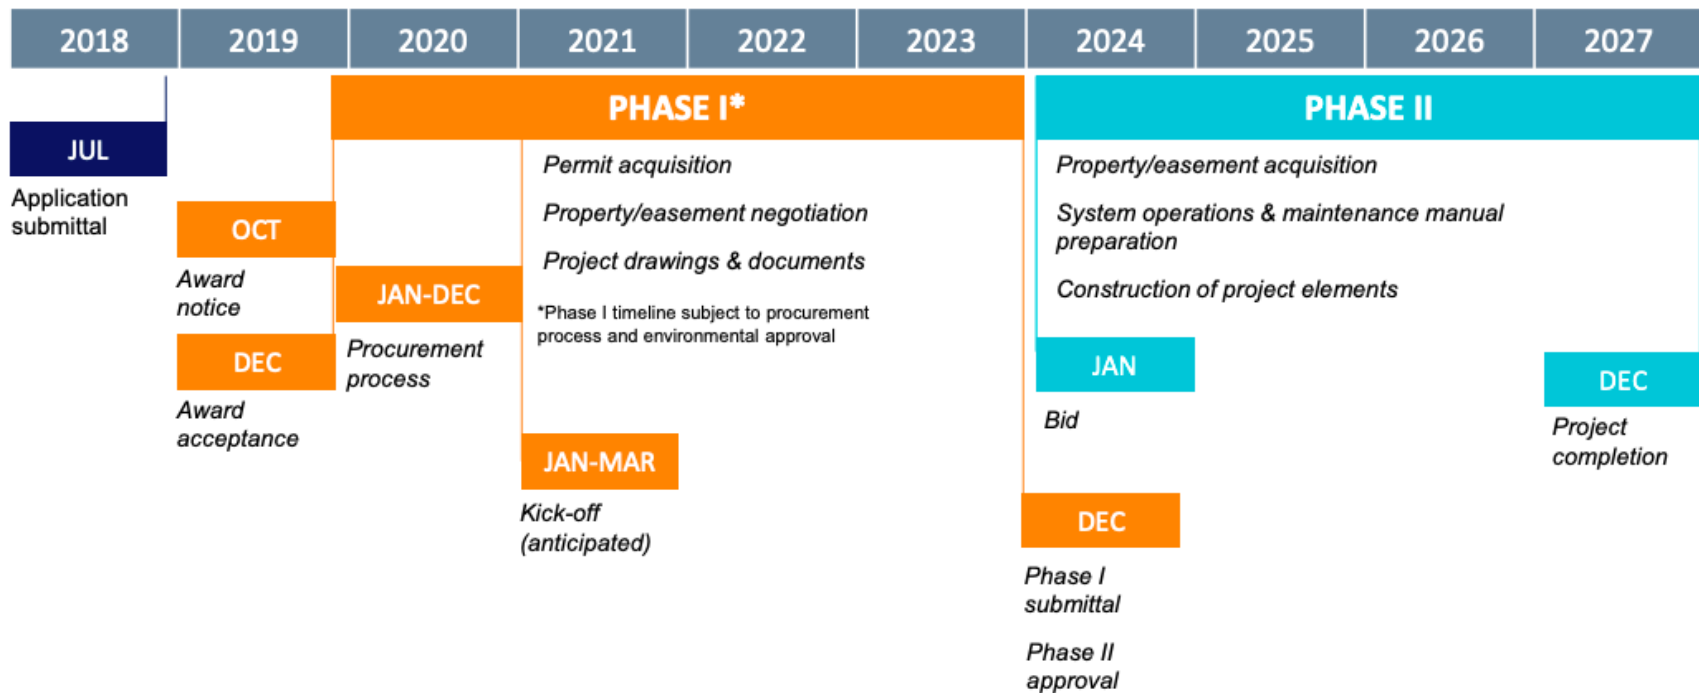 2018 2019 2020 2021 2022 2023 2024 2025 2026 2027
PHASE I*
PHASE II
JUL
Application
submittal
OCT
Award
notice
DEC
Award
acceptance
JAN-DEC
Procurement
process
Permit acquisition
Property/easement negotiation
Project drawings & documents
*Phase I timeline subject to procurement
process and environmental approval
JAN-MAR
Kick-off
(anticipated)
DEC
Phase I
submittal
Phase II
approval
Property/easement acquisition
System operations & maintenance manual
preparation
Construction of project elements
JAN
Bid
DEC
Project
completion